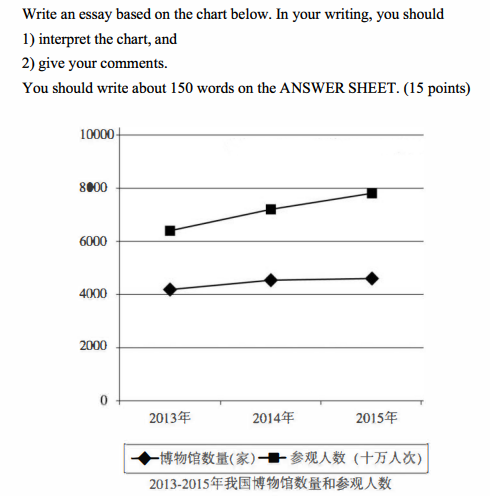 Write an essay based on the chart below. In your writing, you should
1) interpret the chart, and
2) give your comments.
You should write about 150 words on the ANSWER SHEET. (15 points)
10000
8000
6000
4000
2000
0
2013年 2014年 2015年
博物馆数量(家) 参观人数（十万人次）
2013-2015年我国博物馆数量和参观人数